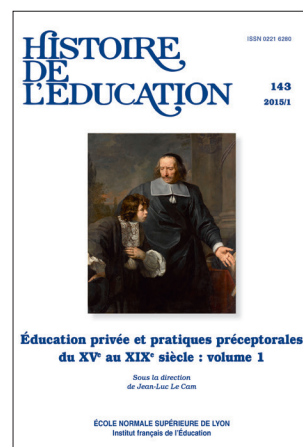 ISSN 0221 6280
HISTOIRE
DE
L'ÉDUCATION
143
2015/1
Éducation privée et pratiques préceptorales
du XVe au XIXe siècle : volume 1
Sous la direction
de Jean-Luc Le Cam
ÉCOLE NORMALE SUPÉRIEURE DE LYON
Institut français de l'Éducation